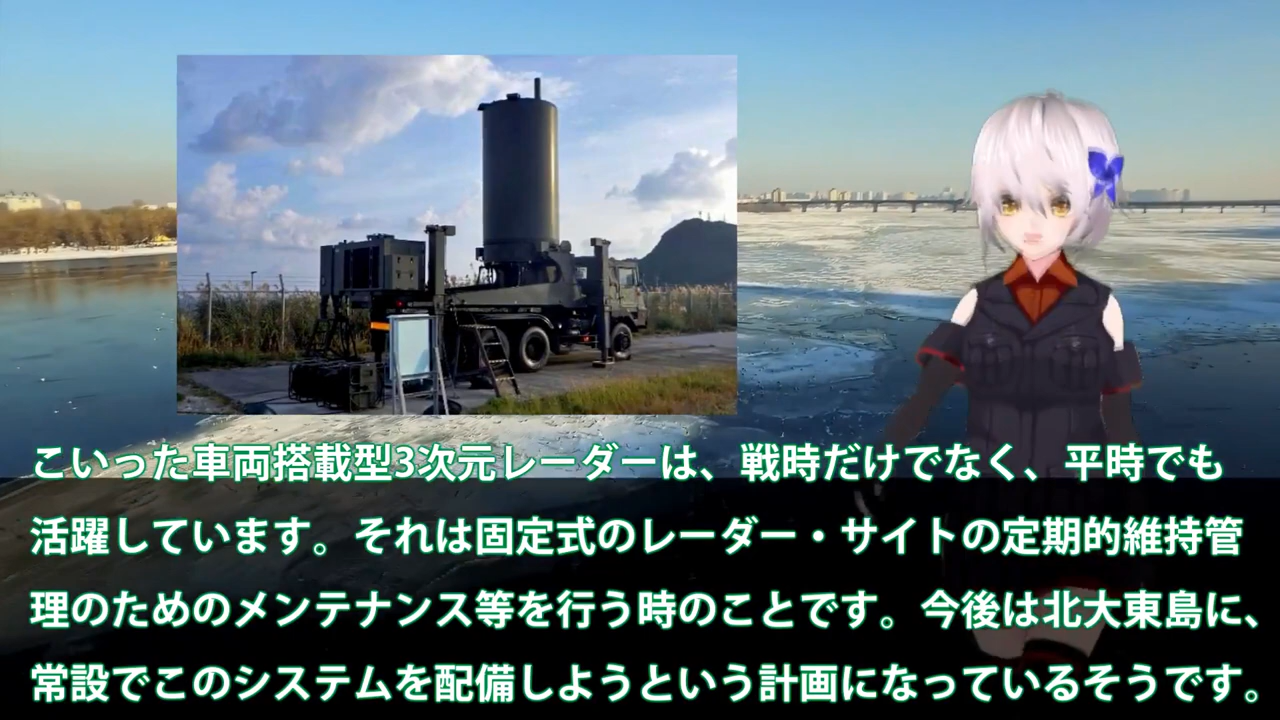 こいった車両搭載型3次元レーダーは、戦時だけでなく、平時でも
活躍しています。それは固定式のレーダー・サイトの定期的維持管
理のためのメンテナンス等を行う時のことです。今後は北大東島に、
常設でこのシステムを配備しようという計画になっているそうです。